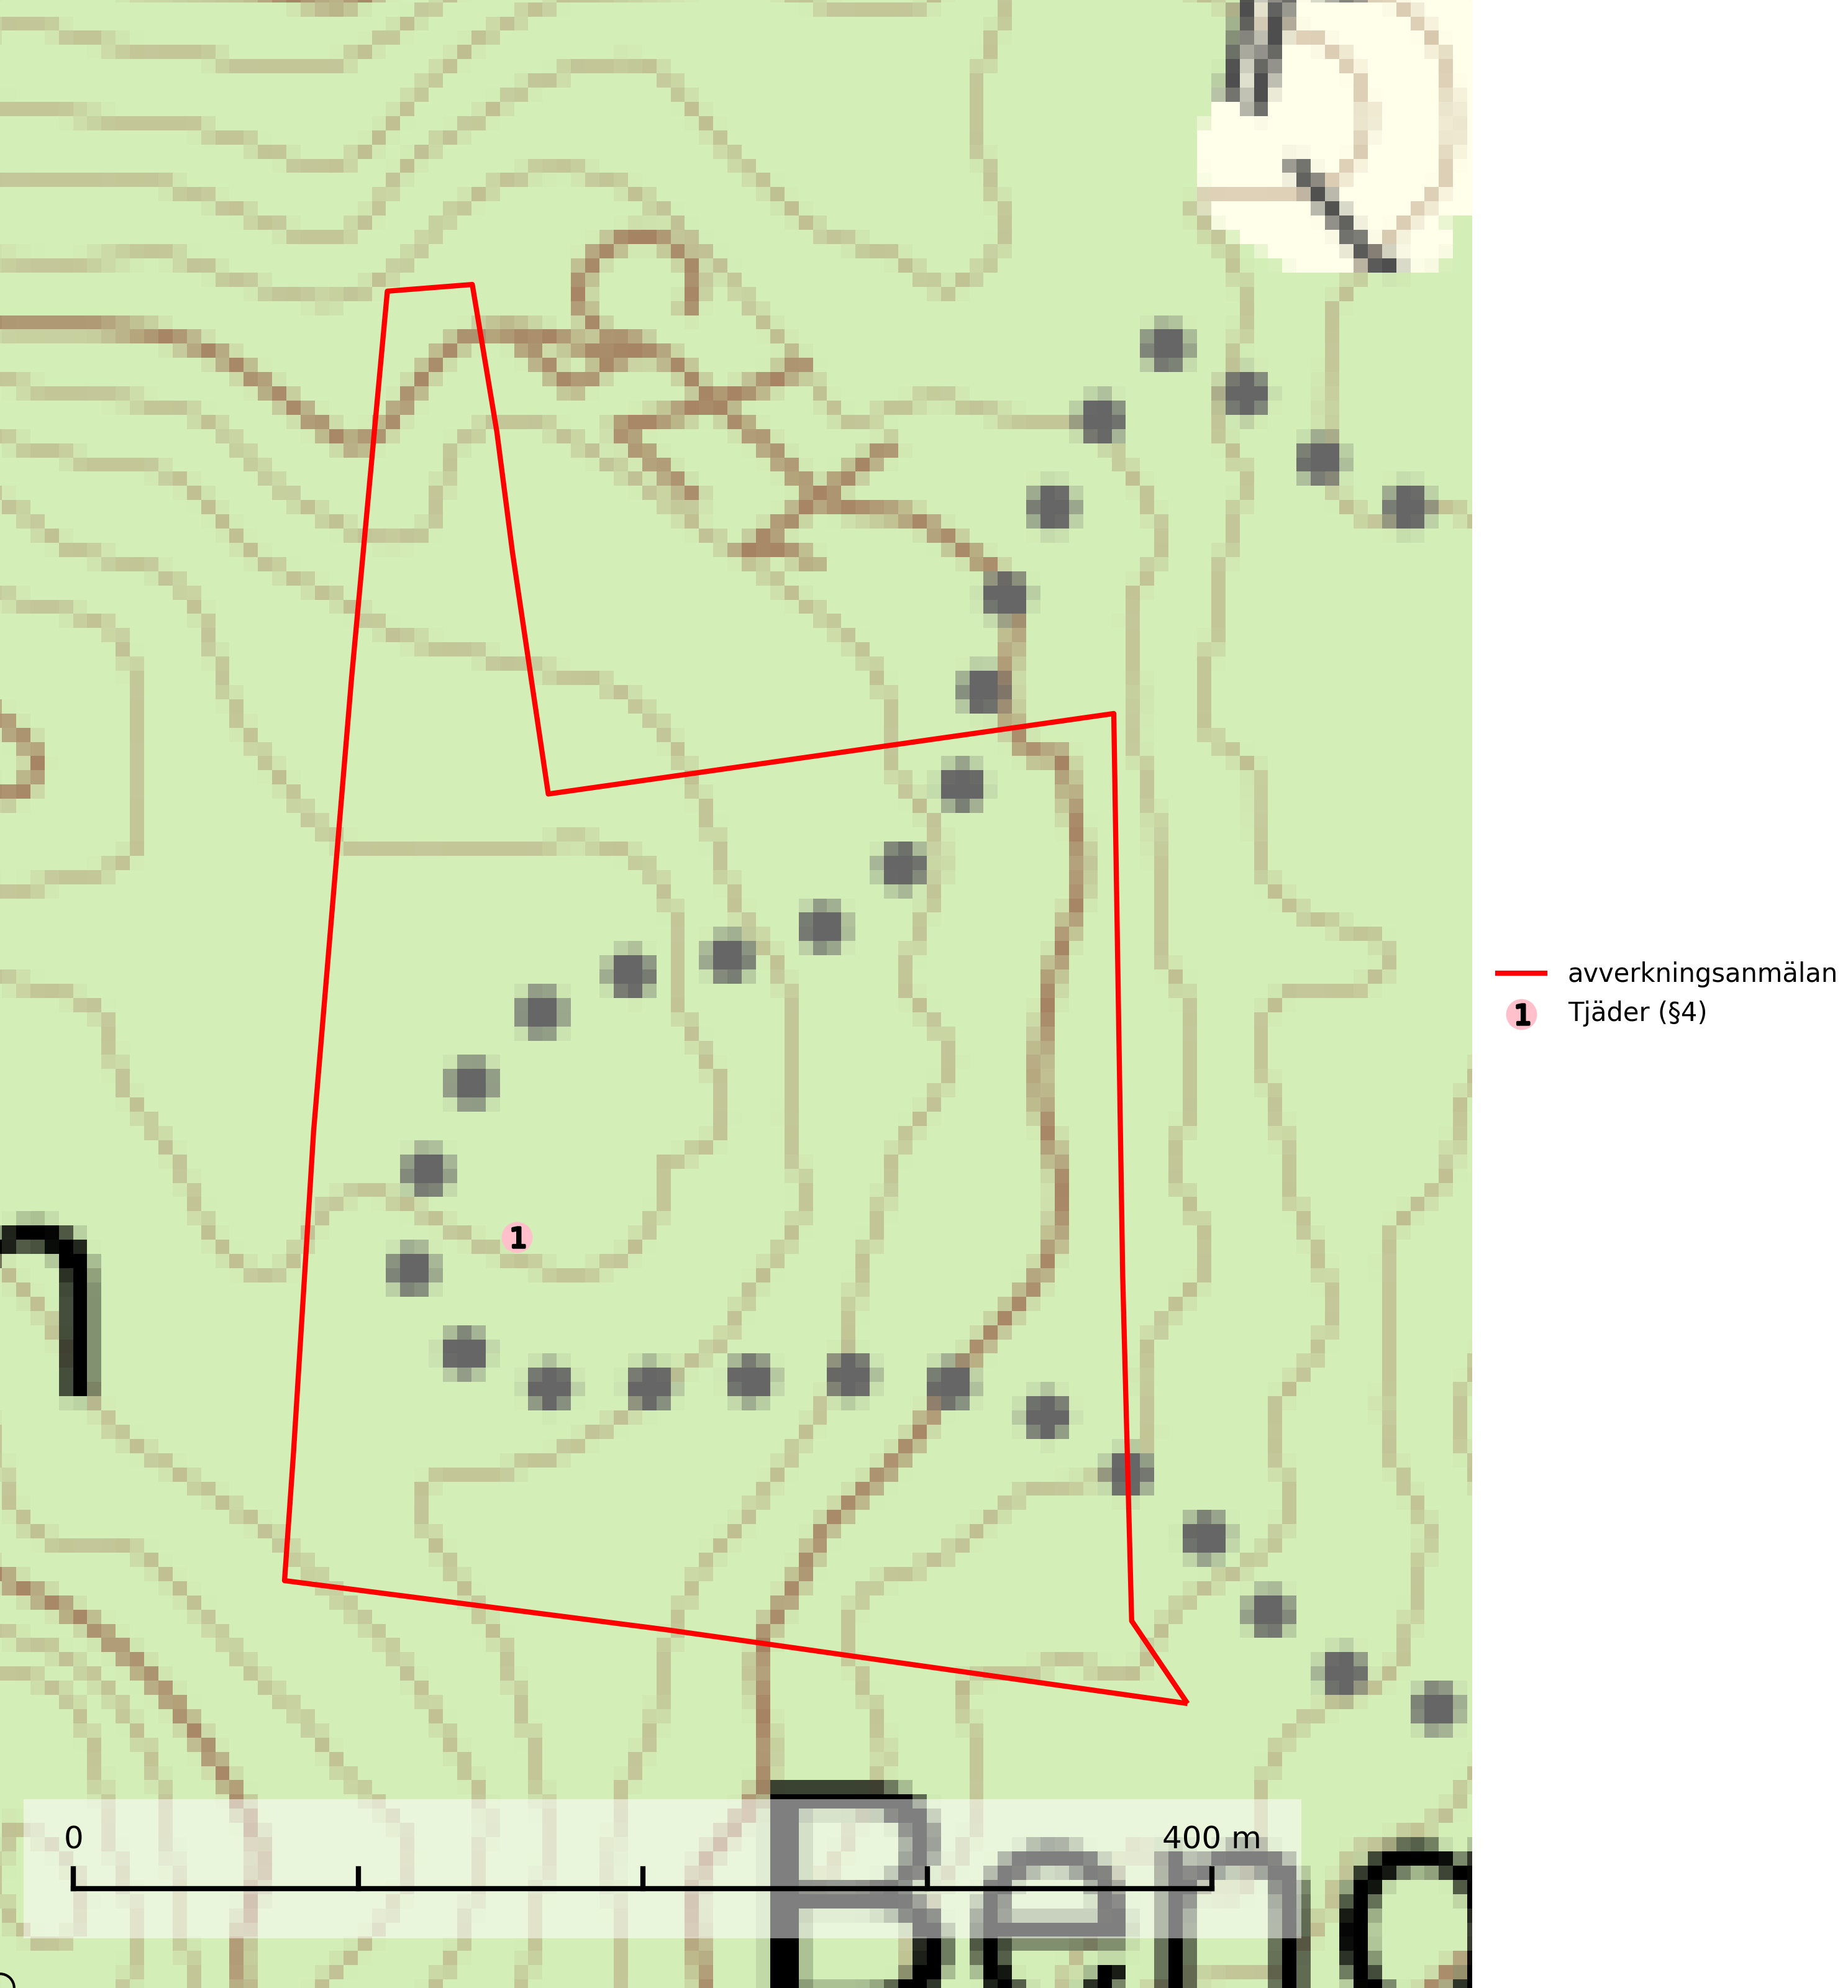 avverkningsanmälan
1 Tjäder (§4)
1
0 400 m
Ben